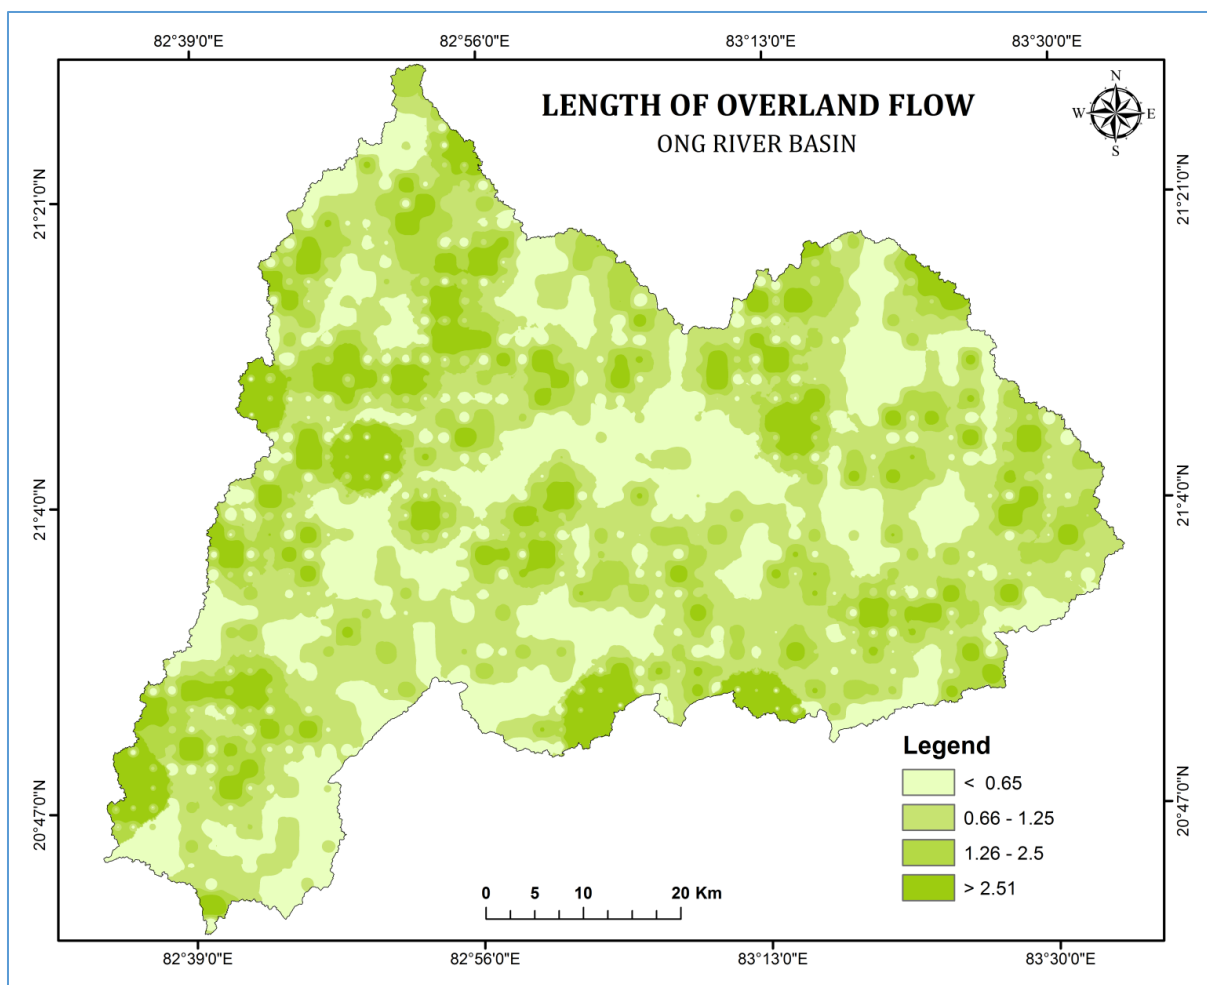 82°39'0"E 82°56'0"E 83°13'0"E 83°30'0"E
LENGTH OF OVERLAND FLOW
ONG RIVER BASIN
N
W E
S
21°21'0"N 21°21'0"N
21°4'0"N 21°4'0"N
20°47'0"N 20°47'0"N
Legend
< 0.65
0.66 - 1.25
1.26 - 2.5
> 2.51
0 5 10 20 Km
82°39'0"E 82°56'0"E 83°13'0"E 83°30'0"E